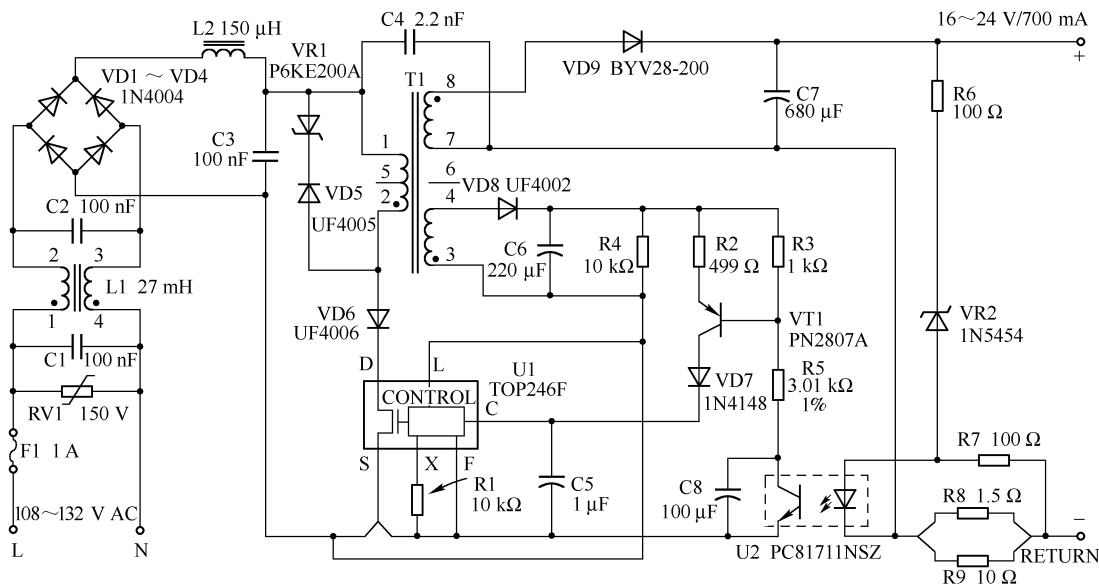 L2 150 μH
C4 2.2 nF
16～24 V/700 mA
+
VR1
P6KE200A
T1
VD9 BYV28-200
VD1 ～ VD4
1N4004
8
C7
680 μF
R6
100 Ω
C3
100 nF
1
7
5
6
VD5
2
VD8 UF4002
UF4005
4
C2 100 nF
C6
220 μF
R4
10 kΩ
R2
499 Ω
R3
1 kΩ
3
2
3
L1 27 mH
VD6
UF4006
VR2
1N5454
1
4
VT1
PN2807A
C1
100 nF
D
L
U1
TOP246F
R5
3.01 kΩ
1%
VD7
1N4148
CONTROL
C
RV1
150 V
R7 100 Ω
F1 1 A
S
X
F
R1
10 kΩ
C5
1 μF
C8
100 μF
R8 1.5 Ω
108～132 V AC
−
L
N
U2 PC81711NSZ
RETURN
R9 10 Ω